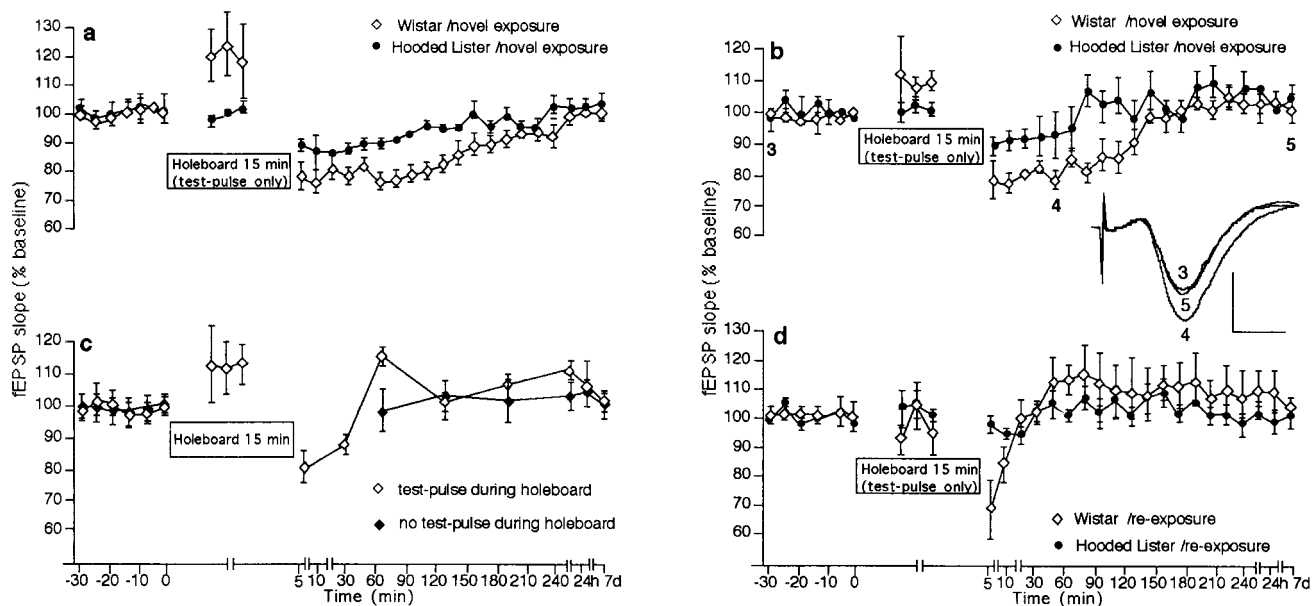 a
130
120
110
100
90
80
70
60
◇ Wistar /novel exposure
● Hooded Lister /novel exposure
Holeboard 15 min
(test-pulse only)
b
120
110
100
90
80
70
60
◇ Wistar /novel exposure
● Hooded Lister /novel exposure
Holeboard 15 min
(test-pulse only)
3
4
5
3
5
4
fEPSP slope (% baseline)
c
120
110
100
90
80
70
60
Holeboard 15 min
◇ test-pulse during holeboard
◆ no test-pulse during holeboard
-30 -20 -10 0 5 10 30 60 90 120 150 180 210 240 24h 7d
Time (min)
fEPSP slope (% baseline)
d
130
120
110
100
90
80
70
60
Holeboard 15 min
(test-pulse only)
◇ Wistar /re-exposure
● Hooded Lister /re-exposure
-30 -20 -10 0 5 10 30 60 90 120 150 180 210 240 24h 7d
Time (min)